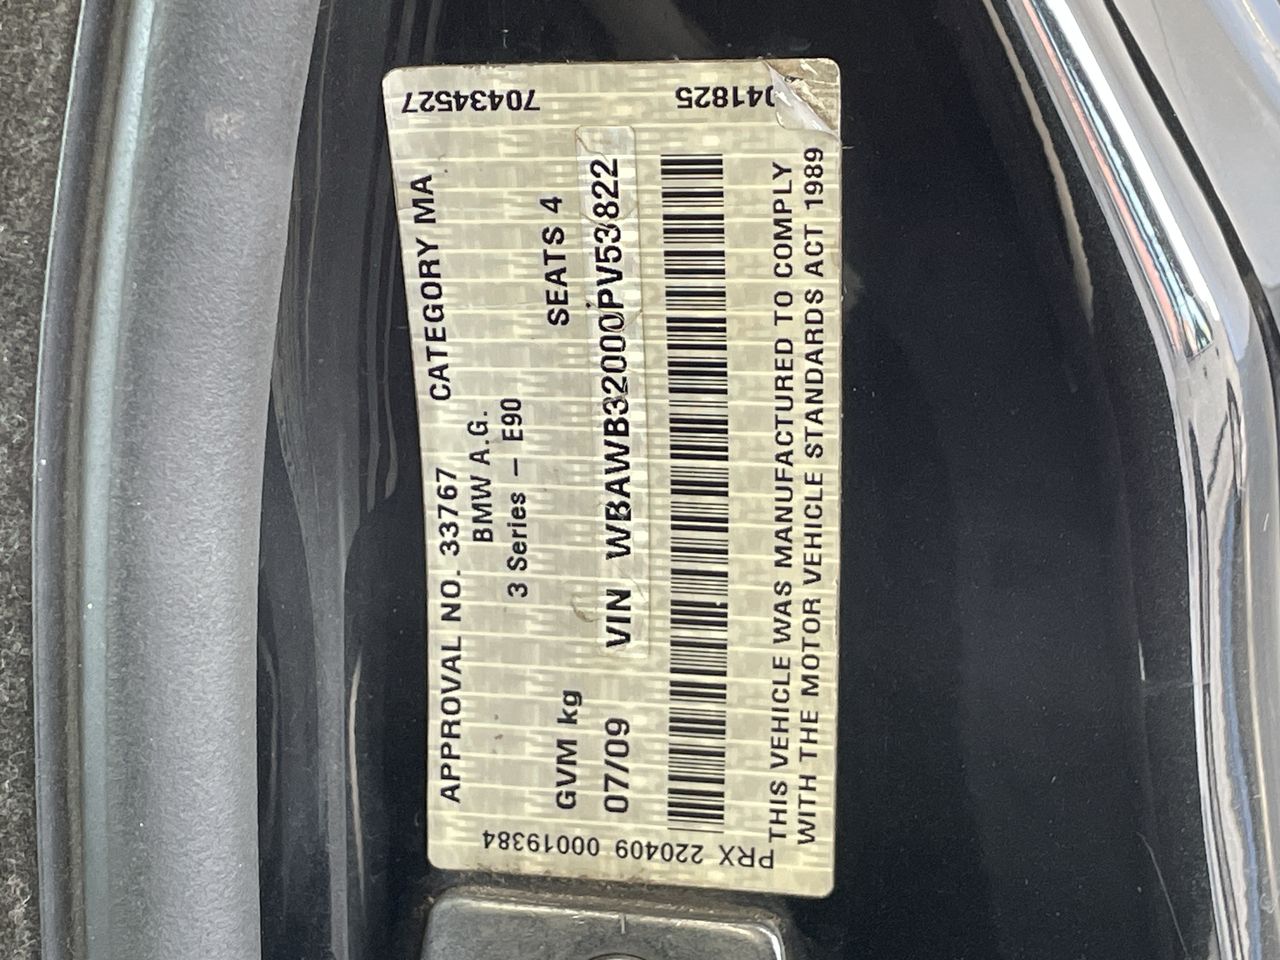 APPROVAL NO. 33767 CATEGORY MA
BMW A.G.
3 Series – E90
GVM kg SEATS 4
07/09 VIN WBAWB32000PV53822
THIS VEHICLE WAS MANUFACTURED TO COMPLY
WITH THE MOTOR VEHICLE STANDARDS ACT 1989
PRX 220409 00019384
70434527
041825